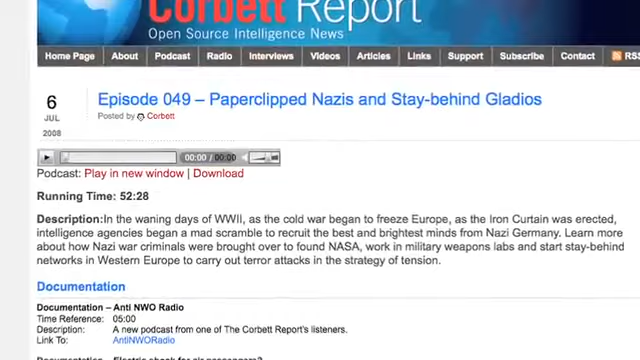 Corbett Report
Open Source Intelligence News
Home Page About Podcast Radio Interviews Videos Articles Links Support Subscribe Contact RSS
6
JUL
2008
Episode 049 – Paperclipped Nazis and Stay-behind Gladios
Posted by Corbett
00:00 / 00:00
Podcast: Play in new window | Download
Running Time: 52:28
Description:In the waning days of WWII, as the cold war began to freeze Europe, as the Iron Curtain was erected,
intelligence agencies began a mad scramble to recruit the best and brightest minds from Nazi Germany. Learn more
about how Nazi war criminals were brought over to found NASA, work in military weapons labs and start stay-behind
networks in Western Europe to carry out terror attacks in the strategy of tension.
Documentation
Documentation – Anti NWO Radio
Time Reference: 05:00
Description: A new podcast from one of The Corbett Report's listeners.
Link To: AntiNWORadio